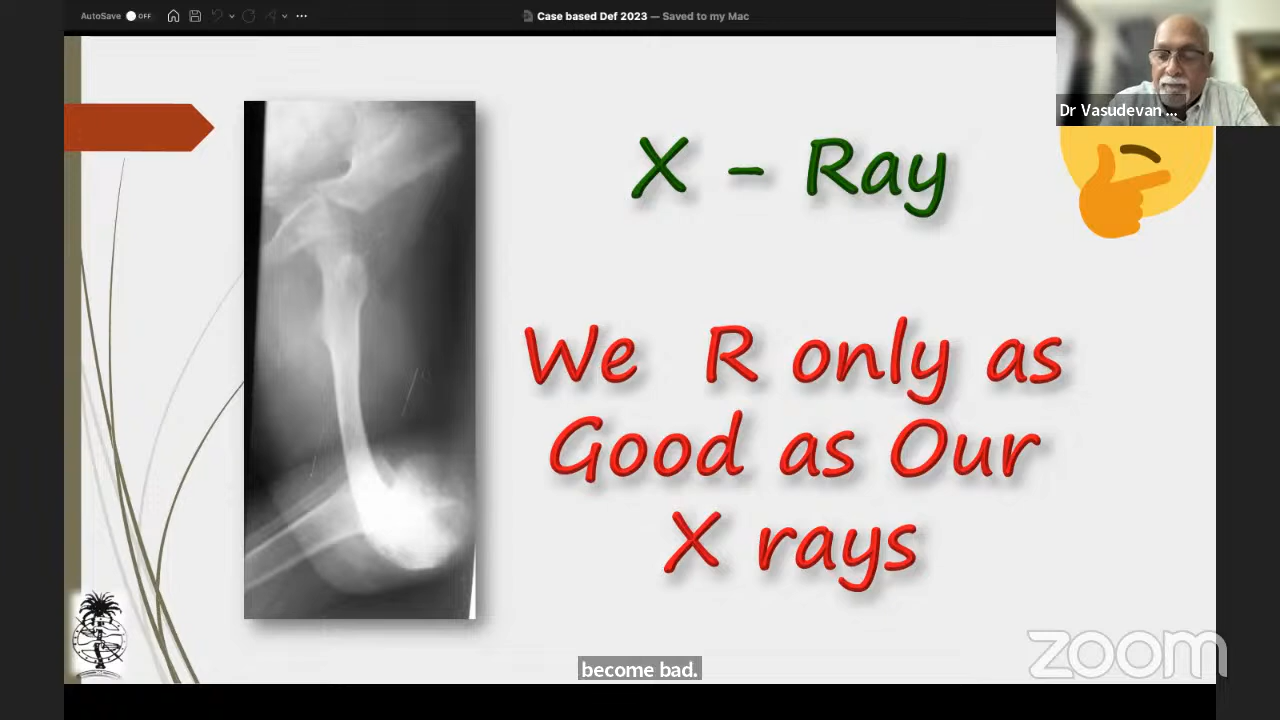 AutoSave OFF
Case based Def 2023 — Saved to my Mac
Dr Vasudevan ...
X - Ray
We R only as
Good as Our
X rays
become bad.
zoom